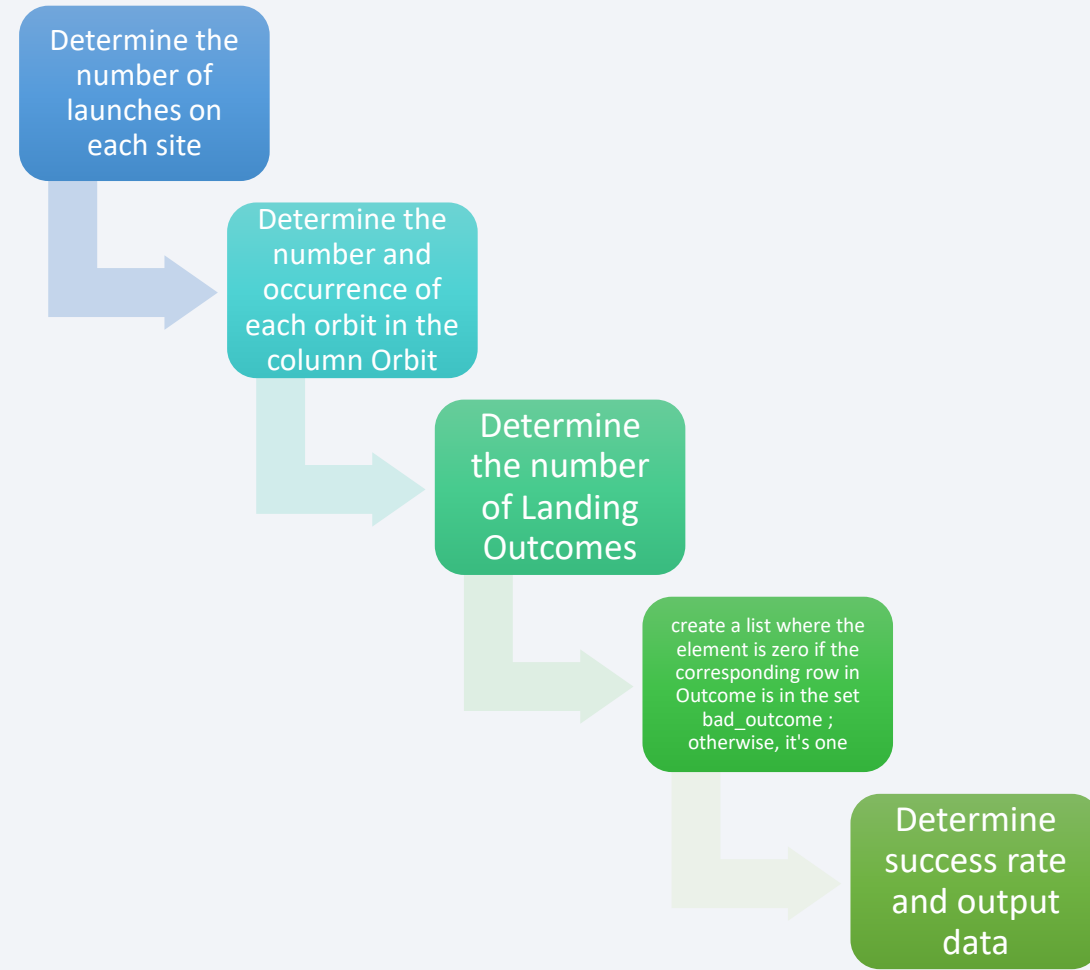 Determine the
number of
launches on
each site
Determine the
number and
occurrence of
each orbit in the
column Orbit
Determine
the number
of Landing
Outcomes
create a list where the
element is zero if the
corresponding row in
Outcome is in the set
bad_outcome ;
otherwise, it's one
Determine
success rate
and output
data